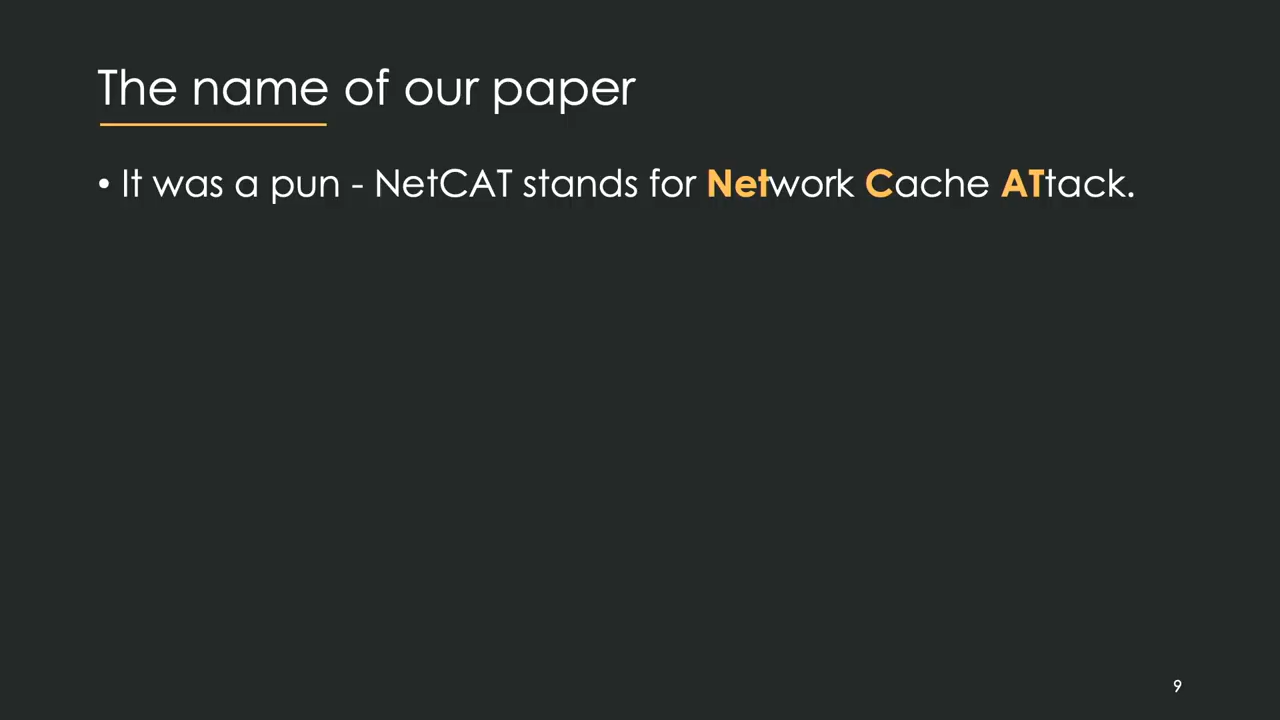 The name of our paper
• It was a pun - NetCAT stands for Network Cache ATtack.
9